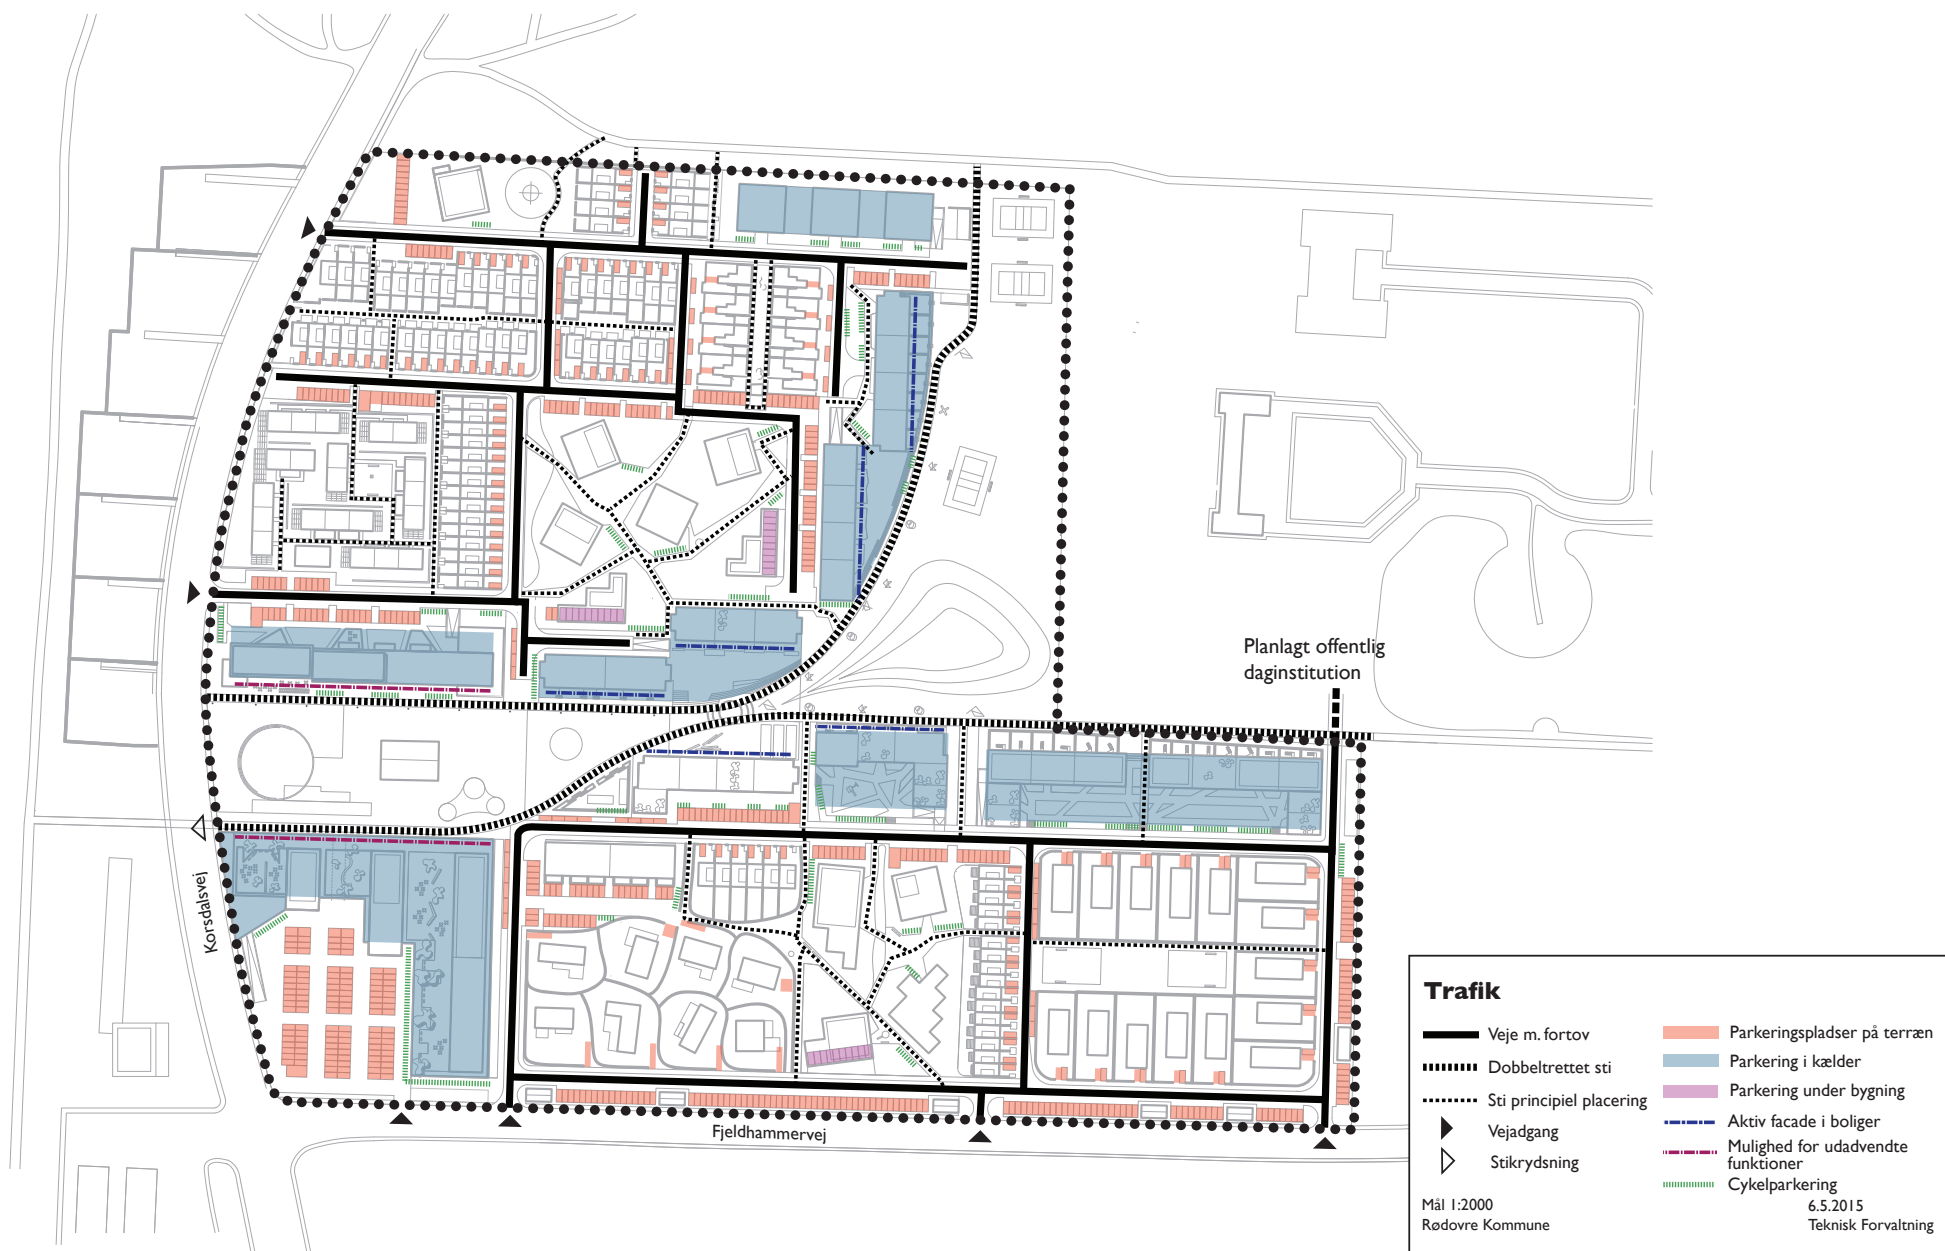 Planlagt offentlig
daginstitution
Korsdalsvej
Fjeldhammervej
Trafik
Veje m. fortov
Dobbeltrettet sti
Sti principiel placering
Vejadgang
Stikrydsning
Parkeringspladser på terræn
Parkering i kælder
Parkering under bygning
Aktiv facade i boliger
Mulighed for udadvendte
funktioner
Cykelparkering
Mål 1:2000
Rødovre Kommune
6.5.2015
Teknisk Forvaltning